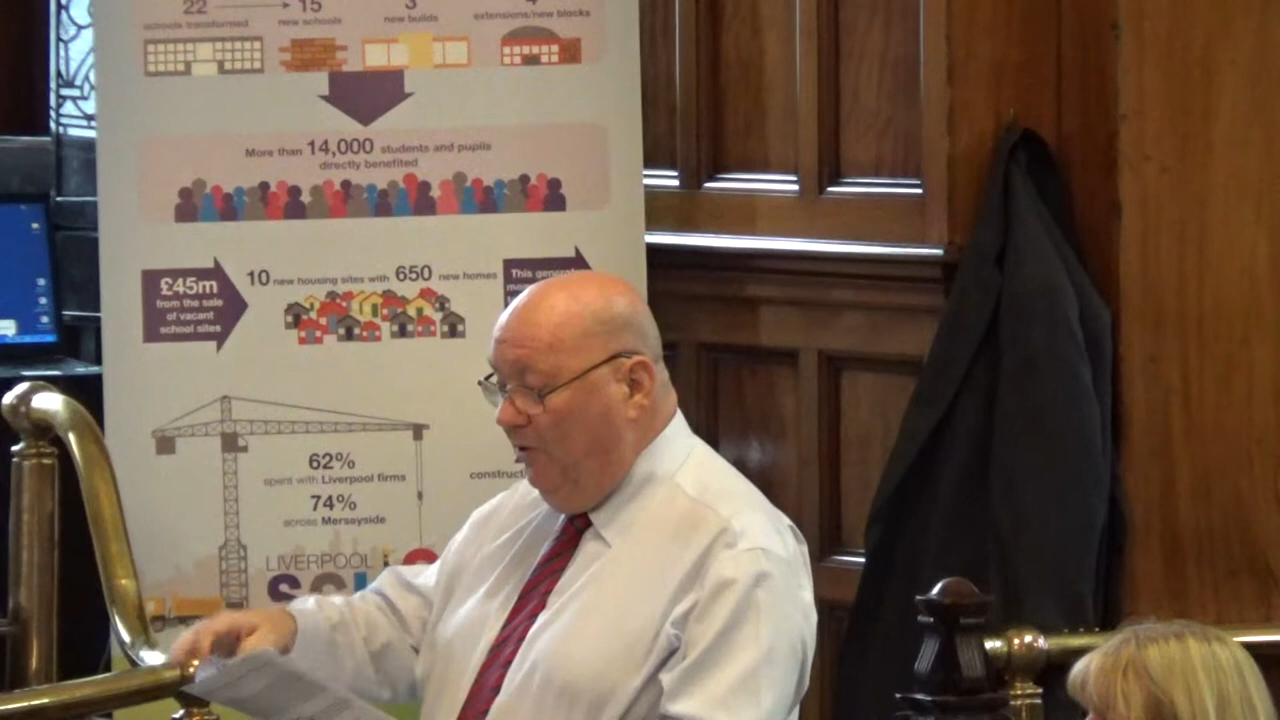 22 15 3 4
schools transformed new schools new builds extensions/new blocks
More than 14,000 students and pupils
directly benefited
£45m
from the sale
of vacant
school sites
10 new housing sites with 650 new homes
This
62%
spent with Liverpool firms
74%
across Merseyside
LIVERPOOL